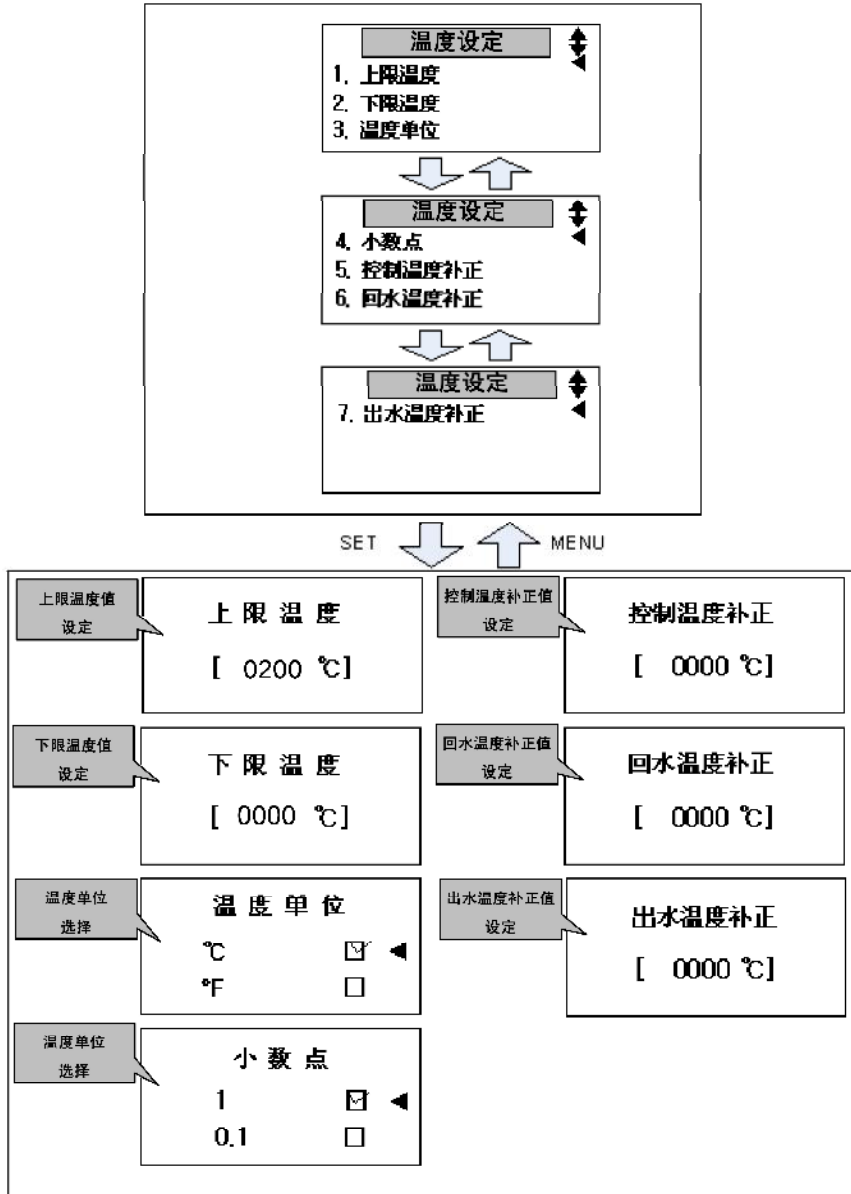 温度设定
1. 上限温度
2. 下限温度
3. 温度单位
温度设定
4. 小数点
5. 控制温度补正
6. 回水温度补正
温度设定
7. 出水温度补正
SET
MENU
上限温度值
设定
上限温度
[ 0200 ℃]
控制温度补正值
设定
控制温度补正
[ 0000 ℃]
下限温度值
设定
下限温度
[ 0000 ℃]
回水温度补正值
设定
回水温度补正
[ 0000 ℃]
温度单位
选择
温度单位
℃
℉
出水温度补正值
设定
出水温度补正
[ 0000 ℃]
温度单位
选择
小数点
1
0.1